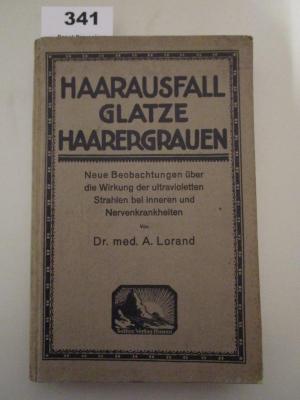 341
HAARAUSFALL
GLATZE
HAARERGRAUEN
Neue Beobachtungen über
die Wirkung der ultravioletten
Strahlen bei inneren und
Nervenkrankheiten
Von
Dr. med. A. Lorand
Verlag